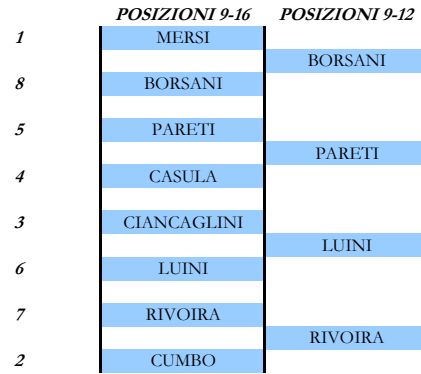 POSIZIONI 9-16 POSIZIONI 9-12
1 MERSI
BORSANI
8 BORSANI
5 PARETI
PARETI
4 CASULA
3 CIANCAGLINI
LUINI
6 LUINI
7 RIVOIRA
RIVOIRA
2 CUMBO